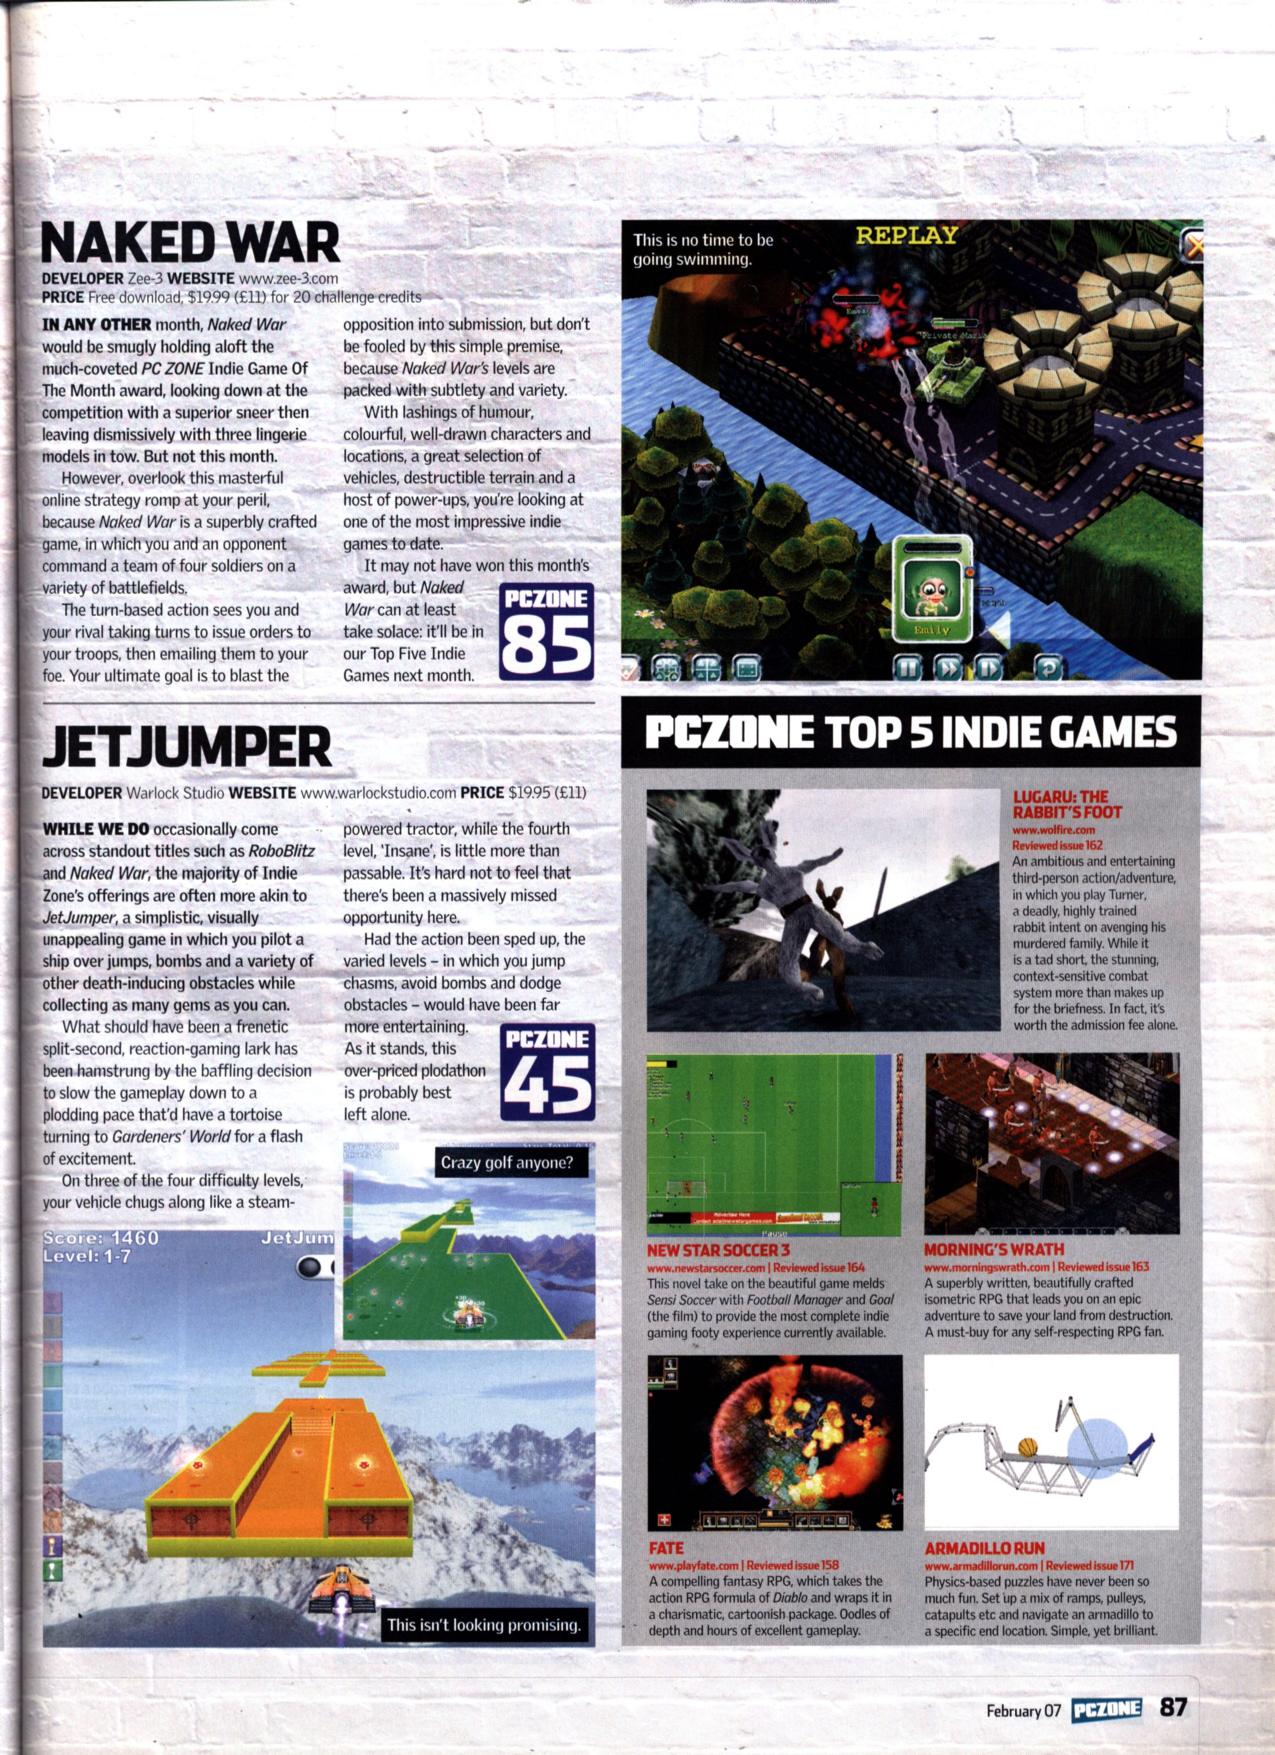 NAKED WAR
DEVELOPER Zee-3 WEBSITE www.zee-3.com
PRICE Free download, $19.99 (£11) for 20 challenge credits
IN ANY OTHER month, Naked War
would be smugly holding aloft the
much-coveted PC ZONE Indie Game Of
The Month award, looking down at the
competition with a superior sneer then
leaving dismissively with three lingerie
models in tow. But not this month.
However, overlook this masterful
online strategy romp at your peril,
because Naked War is a superbly crafted
game, in which you and an opponent
command a team of four soldiers on a
variety of battlefields.
The turn-based action sees you and
your rival taking turns to issue orders to
your troops, then emailing them to your
foe. Your ultimate goal is to blast the
opposition into submission, but don't
be fooled by this simple premise,
because Naked War's levels are
packed with subtlety and variety.
With lashings of humour,
colourful, well-drawn characters and
locations, a great selection of
vehicles, destructible terrain and a
host of power-ups, you're looking at
one of the most impressive indie
games to date.
It may not have won this month's
award, but Naked
War can at least
take solace: it'll be in
our Top Five Indie
Games next month.
PCZONE
85
This is no time to be
going swimming.
REPLAY
Emily
JETJUMPER
DEVELOPER Warlock Studio WEBSITE www.warlockstudio.com PRICE $19.95 (£11)
WHILE WE DO occasionally come
across standout titles such as RoboBlitz
and Naked War, the majority of Indie
Zone's offerings are often more akin to
JetJumper, a simplistic, visually
unappealing game in which you pilot a
ship over jumps, bombs and a variety of
other death-inducing obstacles while
collecting as many gems as you can.
What should have been a frenetic
split-second, reaction-gaming lark has
been hamstrung by the baffling decision
to slow the gameplay down to a
plodding pace that'd have a tortoise
turning to Gardeners' World for a flash
of excitement.
On three of the four difficulty levels,
your vehicle chugs along like a steam-
powered tractor, while the fourth
level, 'Insane', is little more than
passable. It's hard not to feel that
there's been a massively missed
opportunity here.
Had the action been sped up, the
varied levels – in which you jump
chasms, avoid bombs and dodge
obstacles – would have been far
more entertaining.
As it stands, this
over-priced plodathon
is probably best
left alone.
PCZONE
45
Crazy golf anyone?
Score: 1460
JetJum
Level: 1-7
This isn't looking promising.
PCZONE TOP 5 INDIE GAMES
LUGARU: THE
RABBIT'S FOOT
www.wolfire.com
Reviewed issue 162
An ambitious and entertaining
third-person action/adventure,
in which you play Turner,
a deadly, highly trained
rabbit intent on avenging his
murdered family. While it
is a tad short, the stunning,
context-sensitive combat
system more than makes up
for the briefness. In fact, it's
worth the admission fee alone.
NEW STAR SOCCER 3
www.newstarsoccer.com | Reviewed issue 164
This novel take on the beautiful game melds
Sensi Soccer with Football Manager and Goal
(the film) to provide the most complete indie
gaming footy experience currently available.
MORNING'S WRATH
www.morningswrath.com | Reviewed issue 163
A superbly written, beautifully crafted
isometric RPG that leads you on an epic
adventure to save your land from destruction.
A must-buy for any self-respecting RPG fan.
FATE
www.playfate.com | Reviewed issue 158
A compelling fantasy RPG, which takes the
action RPG formula of Diablo and wraps it in
a charismatic, cartoonish package. Oodles of
depth and hours of excellent gameplay.
ARMADILLO RUN
www.armadillorun.com | Reviewed issue 171
Physics-based puzzles have never been so
much fun. Set up a mix of ramps, pulleys,
catapults etc and navigate an armadillo to
a specific end location. Simple, yet brilliant.
February 07 PCZONE 87